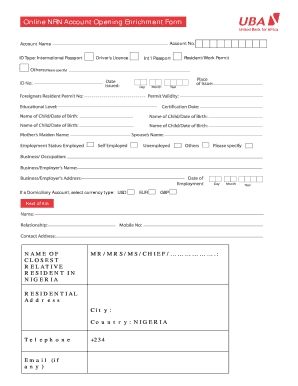 Online NRN Account Opening Enrichment Form
UBA
United Bank for Africa
Account Name
Account No.
ID Type: International Passport
Driver's Licence
Int'l Passport
Resident/Work Permit
Others(Please specify)
ID-No.
Date Issued:
Day Month Year
Place of Issue:
Foreigners Resident Permit No:
Permit Validity:
Educational Level:
Certification Date:
Name of Child/Date of Birth:
Name of Child/Date of Birth:
Name of Child/Date of Birth:
Name of Child/Date of Birth:
Mother's Maiden Name:
Spouse's Name:
Employment Status Employed
Self Employed
Unemployed
Others
Please specify
Business/ Occupation:
Business/Employer's Name:
Business/Employer's Address:
Date of Employment
Day Month Year
If a Domiciliary Account, select currency type:
USD
EUR
GBP
Next of Kin
Name:
Relationship:
Mobile No:
Contact Address:
NAME OF CLOSEST RELATIVE RESIDENT IN NIGERIA
MR/MRS/MS/CHIEF/...................:
RESIDENTIAL Address
City:
Country: NIGERIA
Telephone
+234
Email (if any)